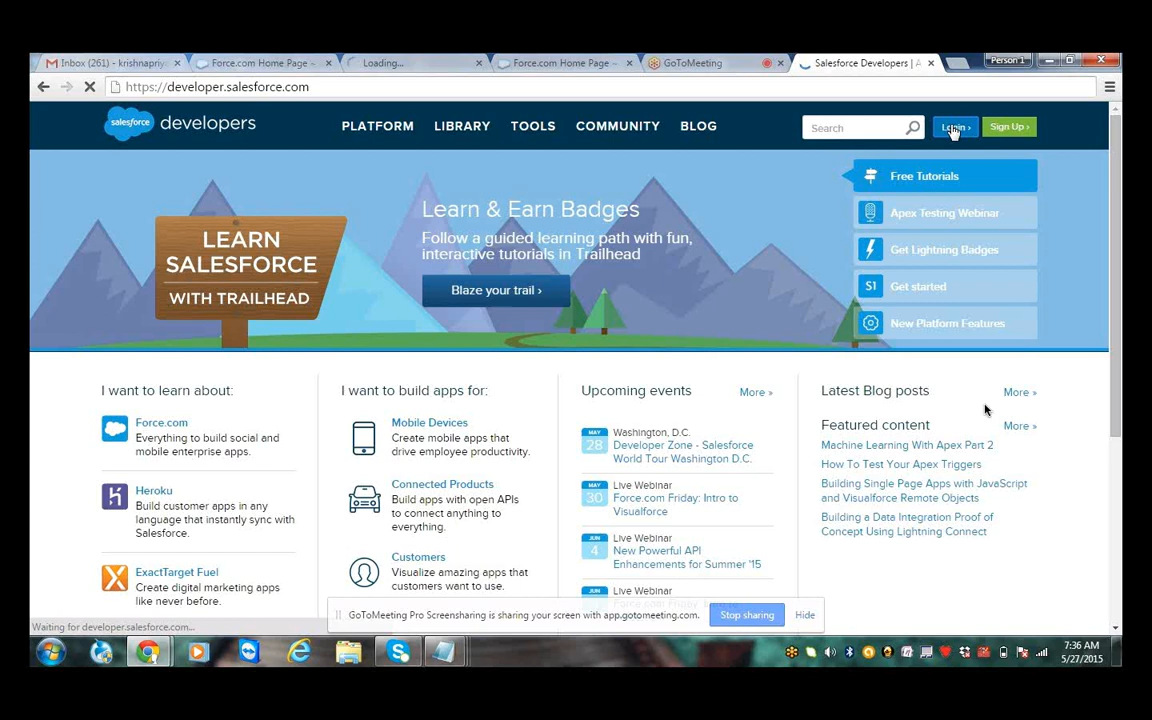 Inbox (261) - krishnapriy
Force.com Home Page ~
Loading...
Force.com Home Page ~
GoToMeeting
Salesforce Developers | A
Person 1
https://developer.salesforce.com
salesforce developers
PLATFORM
LIBRARY
TOOLS
COMMUNITY
BLOG
Search
Login ›
Sign Up ›
LEARN
SALESFORCE
WITH TRAILHEAD
Learn & Earn Badges
Follow a guided learning path with fun,
interactive tutorials in Trailhead
Blaze your trail ›
Free Tutorials
Apex Testing Webinar
Get Lightning Badges
S1 Get started
New Platform Features
I want to learn about:
Force.com
Everything to build social and
mobile enterprise apps.
Heroku
Build customer apps in any
language that instantly sync with
Salesforce.
ExactTarget Fuel
Create digital marketing apps
like never before.
I want to build apps for:
Mobile Devices
Create mobile apps that
drive employee productivity.
Connected Products
Build apps with open APIs
to connect anything to
everything.
Customers
Visualize amazing apps that
customers want to use.
Upcoming events
More »
MAY
28
Washington, D.C.
Developer Zone - Salesforce
World Tour Washington D.C.
MAY
30
Live Webinar
Force.com Friday: Intro to
Visualforce
JUN
4
Live Webinar
New Powerful API
Enhancements for Summer '15
JUN
Live Webinar
Latest Blog posts
More »
Featured content
More »
Machine Learning With Apex Part 2
How To Test Your Apex Triggers
Building Single Page Apps with JavaScript
and Visualforce Remote Objects
Building a Data Integration Proof of
Concept Using Lightning Connect
GoToMeeting Pro Screensharing is sharing your screen with app.gotomeeting.com.
Stop sharing
Hide
Waiting for developer.salesforce.com...
7:36 AM
5/27/2015